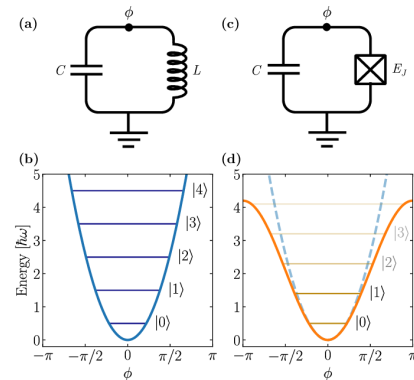 (a)
ϕ
C
L
(c)
ϕ
C
E_J
(b)
Energy [ħω]
5
4
3
2
1
0
|4⟩
|3⟩
|2⟩
|1⟩
|0⟩
−π
−π/2
0
π/2
π
ϕ
(d)
5
4
3
2
1
0
|3⟩
|2⟩
|1⟩
|0⟩
−π
−π/2
0
π/2
π
ϕ